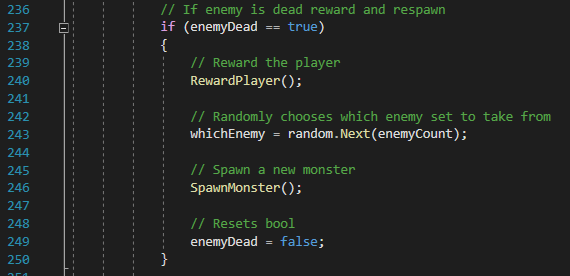 236 // If enemy is dead reward and respawn
237 if (enemyDead == true)
238 {
239 // Reward the player
240 RewardPlayer();
241
242 // Randomly chooses which enemy set to take from
243 whichEnemy = random.Next(enemyCount);
244
245 // Spawn a new monster
246 SpawnMonster();
247
248 // Resets bool
249 enemyDead = false;
250 }